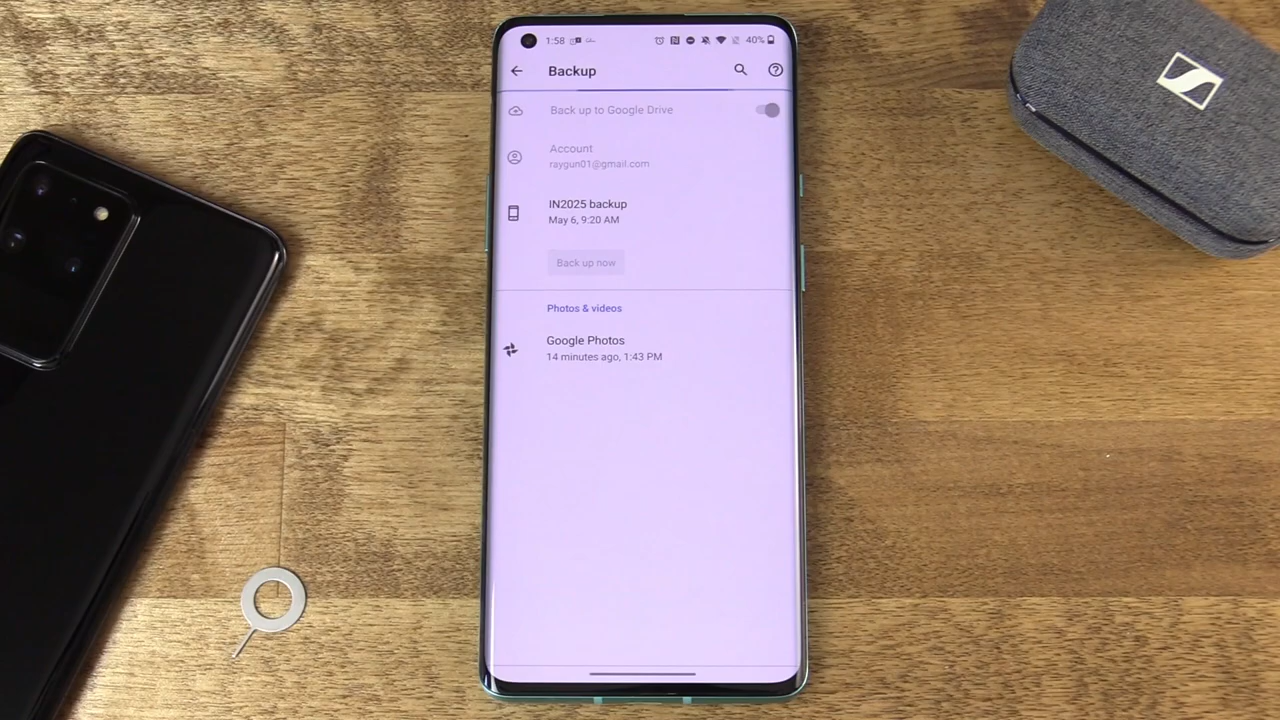 1:58
40%
Backup
Back up to Google Drive
Account
raygun01@gmail.com
IN2025 backup
May 6, 9:20 AM
Back up now
Photos & videos
Google Photos
14 minutes ago, 1:43 PM